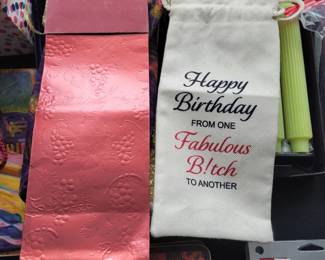 Happy
Birthday
FROM ONE
Fabulous
B!tch
TO ANOTHER